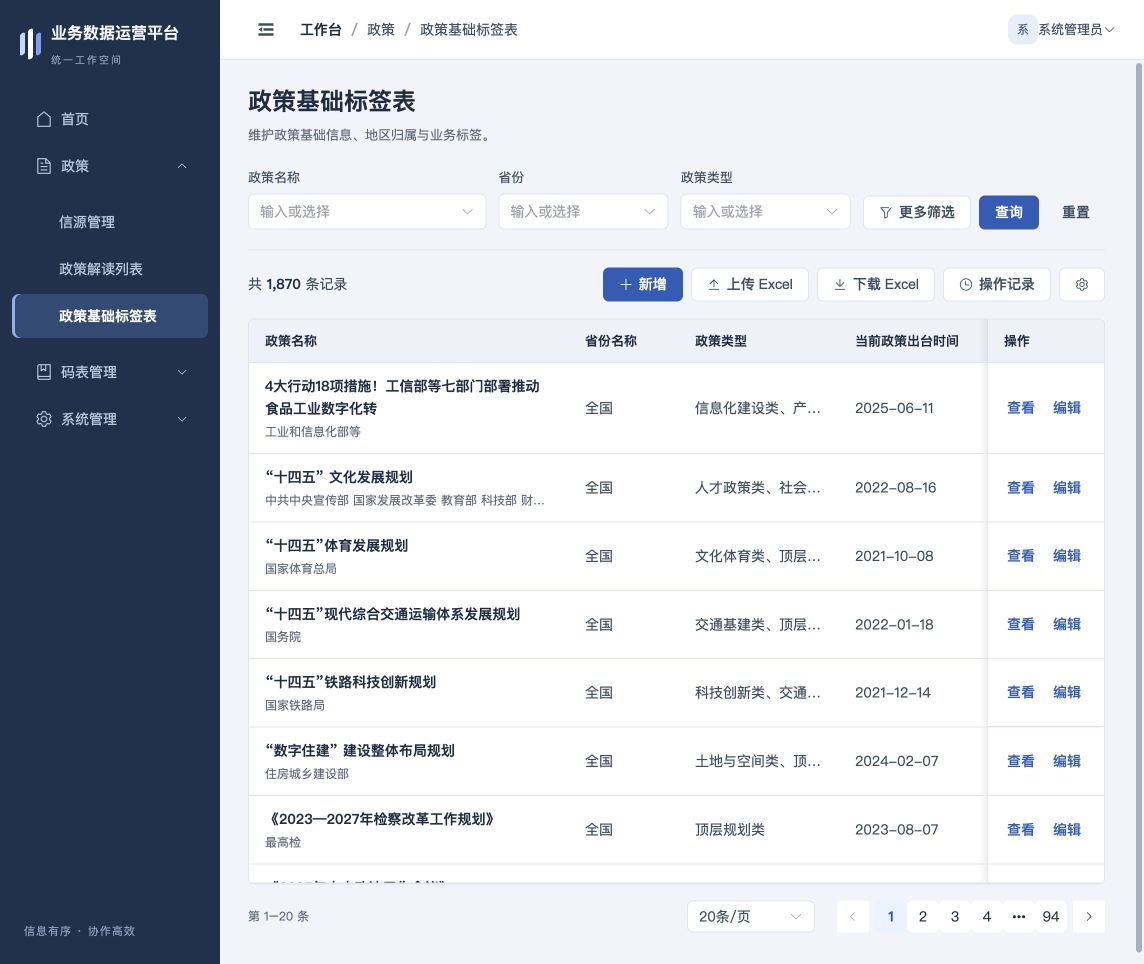 业务数据运营平台
统一工作空间
首页
政策
信源管理
政策解读列表
政策基础标签表
码表管理
系统管理
信息有序 · 协作高效
工作台 / 政策 / 政策基础标签表
系 系统管理员
政策基础标签表
维护政策基础信息、地区归属与业务标签。
政策名称 省份 政策类型
输入或选择 输入或选择 输入或选择 更多筛选 查询 重置
共 1,870 条记录 新增 上传 Excel 下载 Excel 操作记录
政策名称 省份名称 政策类型 当前政策出台时间 操作
4大行动18项措施！工信部等七部门部署推动
食品工业数字化转 全国 信息化建设类、产… 2025-06-11 查看 编辑
工业和信息化部等
“十四五” 文化发展规划
中共中央宣传部 国家发展改革委 教育部 科技部 财… 全国 人才政策类、社会… 2022-08-16 查看 编辑
“十四五”体育发展规划
国家体育总局 全国 文化体育类、顶层… 2021-10-08 查看 编辑
“十四五”现代综合交通运输体系发展规划
国务院 全国 交通基建类、顶层… 2022-01-18 查看 编辑
“十四五”铁路科技创新规划
国家铁路局 全国 科技创新类、交通… 2021-12-14 查看 编辑
“数字住建” 建设整体布局规划
住房城乡建设部 全国 土地与空间类、顶… 2024-02-07 查看 编辑
《2023—2027年检察改革工作规划》
最高检 全国 顶层规划类 2023-08-07 查看 编辑
第 1—20 条 20条/页 1 2 3 4 ••• 94